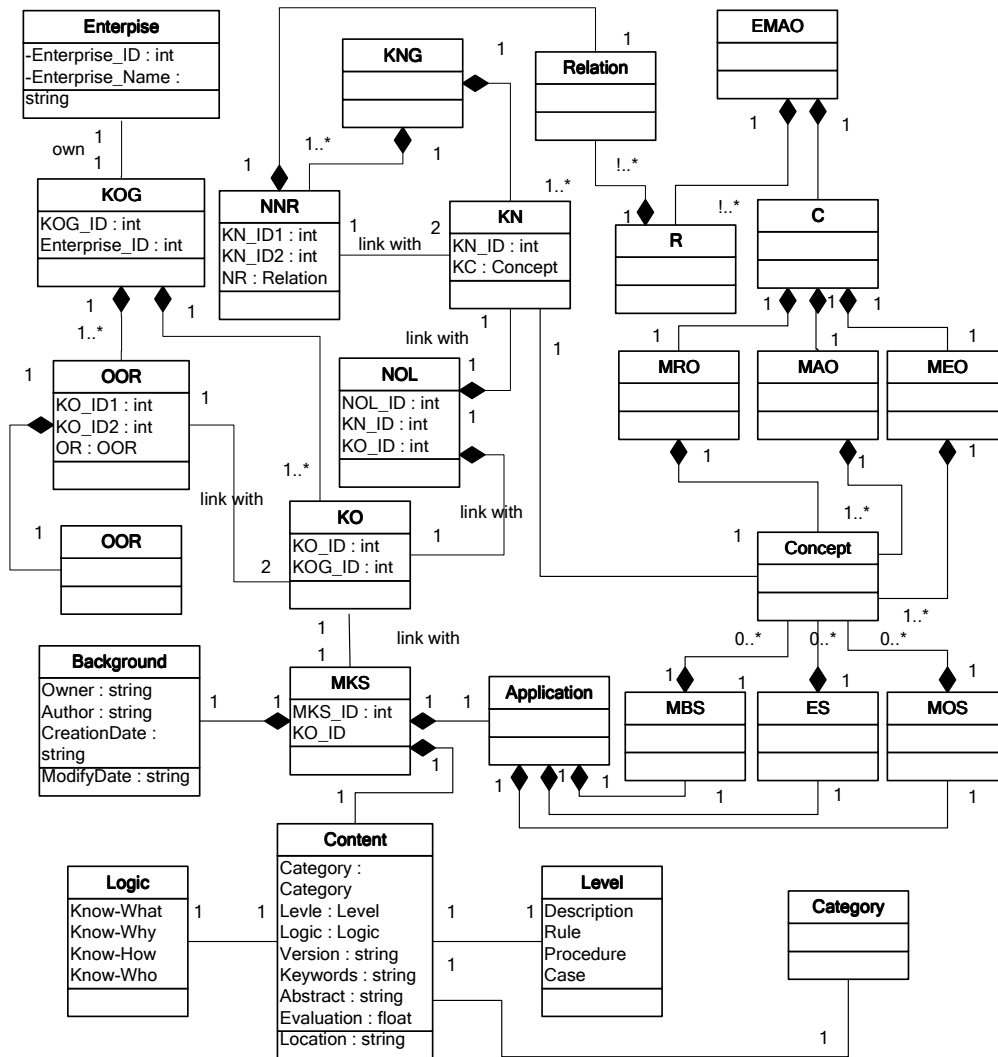 Enterpise
-Enterprise_ID : int
-Enterprise_Name :
string
1
own
1
KOG
KOG_ID : int
Enterprise_ID : int
1
1
1..*
KNG
1
1..*
1
1
NNR
KN_ID1 : int
KN_ID2 : int
NR : Relation
1
link with
2
1..*
KN
KN_ID : int
KC : Concept
1
link with
1
Relation
1
!..*
1
R
!..*
EMAO
1
1
C
1
1
1
1
1
1
MRO
MAO
MEO
1
1
1
1
OOR
KO_ID1 : int
KO_ID2 : int
OR : OOR
1
link with
1
OOR
2
NOL
NOL_ID : int
KN_ID : int
KO_ID : int
1
1
link with
1
1..*
KO
KO_ID : int
KOG_ID : int
1
1
link with
1
1..*
Concept
1..*
0..*
0..*
0..*
1
1
1
1
MBS
ES
MOS
1
1
1
Background
Owner : string
Author : string
CreationDate :
string
ModifyDate : string
1
1
MKS
MKS_ID : int
KO_ID
1
1
1
Application
1
1
1
1
Content
Category :
Category
Levle : Level
Logic : Logic
Version : string
Keywords : string
Abstract : string
Evaluation : float
Location : string
Logic
Know-What
Know-Why
Know-How
Know-Who
1
1
1
1
Level
Description
Rule
Procedure
Case
1
Category
1